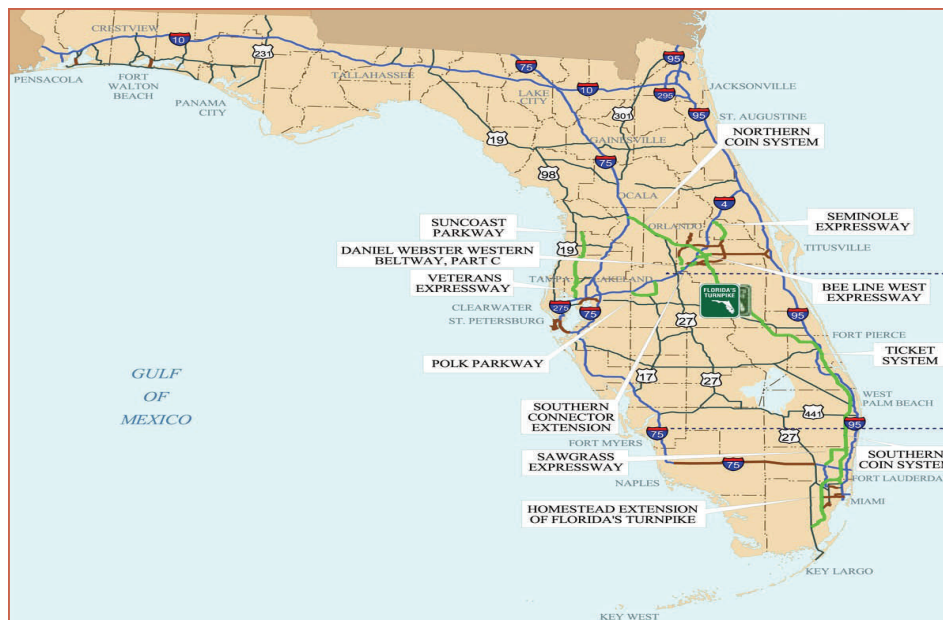 CRESTVIEW
10
231
PENSACOLA
FORT
WALTON
BEACH
PANAMA
CITY
TALLAHASSEE
75
LAKE
CITY
10
95
295
JACKSONVILLE
95
ST. AUGUSTINE
301
19
GAINESVILLE
NORTHERN
COIN SYSTEM
75
98
OCALA
4
SUNCOAST
PARKWAY
ORLANDO
SEMINOLE
EXPRESSWAY
19
DANIEL WEBSTER WESTERN
BELTWAY, PART C
TITUSVILLE
VETERANS
EXPRESSWAY
TAMPA
LAKELAND
BEE LINE WEST
EXPRESSWAY
FLORIDA'S
TURNPIKE
CLEARWATER
275
75
ST. PETERSBURG
27
95
FORT PIERCE
POLK PARKWAY
TICKET
SYSTEM
GULF
OF
MEXICO
17
27
WEST
PALM BEACH
SOUTHERN
CONNECTOR
EXTENSION
441
95
75
27
FORT MYERS
SAWGRASS
EXPRESSWAY
75
SOUTHERN
COIN SYSTEM
NAPLES
FORT LAUDERDA
MIAMI
HOMESTEAD EXTENSION
OF FLORIDA'S TURNPIKE
KEY LARGO
KEY WEST